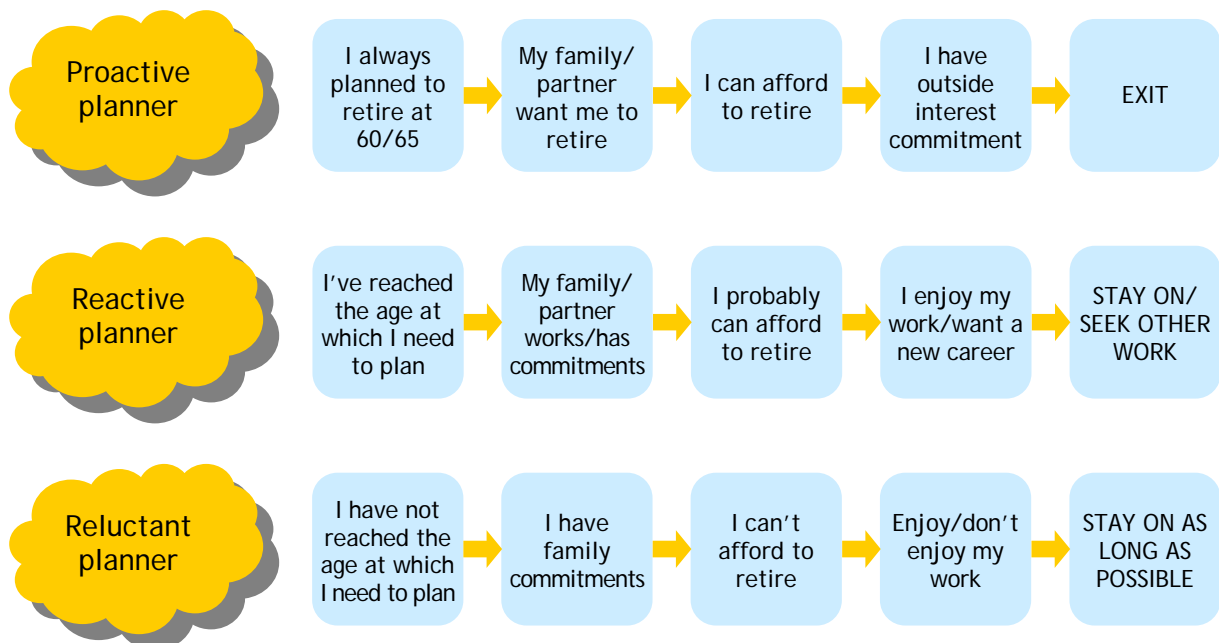 Proactive
planner
I always
planned to
retire at
60/65
My family/
partner
want me to
retire
I can afford
to retire
I have
outside
interest
commitment
EXIT
Reactive
planner
I've reached
the age at
which I need
to plan
My family/
partner
works/has
commitments
I probably
can afford
to retire
I enjoy my
work/want a
new career
STAY ON/
SEEK OTHER
WORK
Reluctant
planner
I have not
reached the
age at which
I need to plan
I have
family
commitments
I can't
afford to
retire
Enjoy/don't
enjoy my
work
STAY ON AS
LONG AS
POSSIBLE